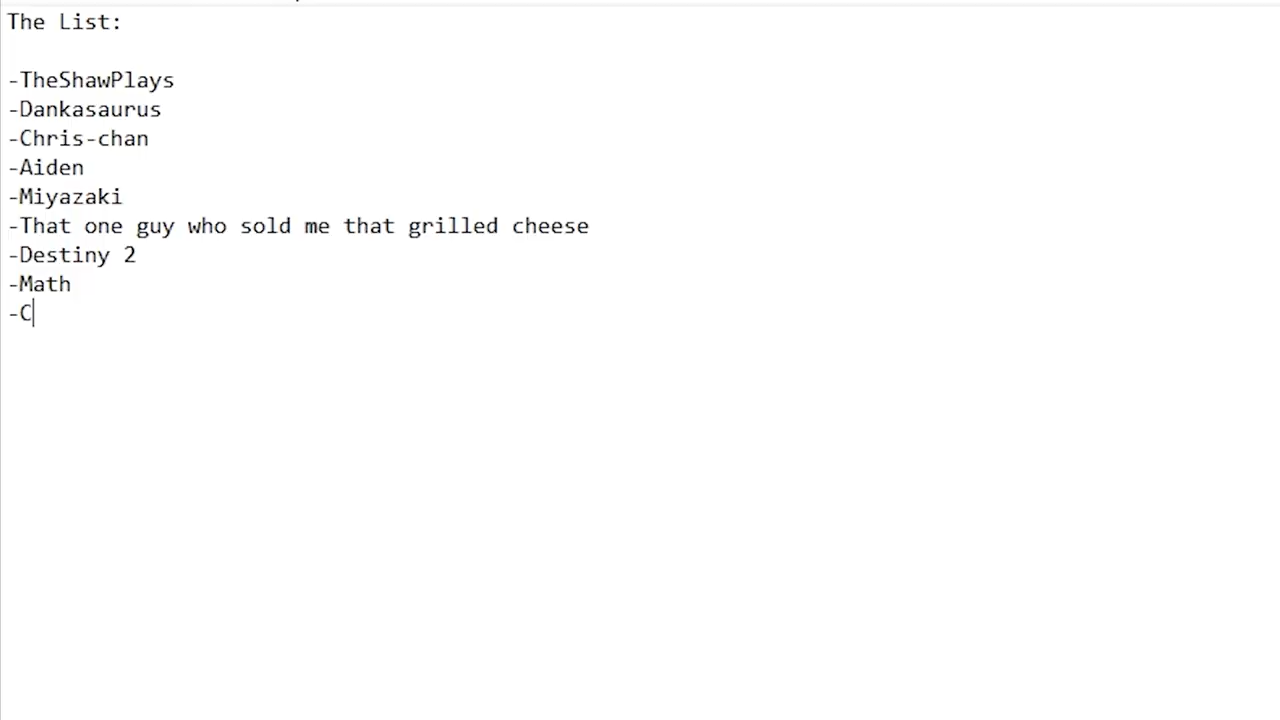 The List:
-TheShawPlays
-Dankasaurus
-Chris-chan
-Aiden
-Miyazaki
-That one guy who sold me that grilled cheese
-Destiny 2
-Math
-C